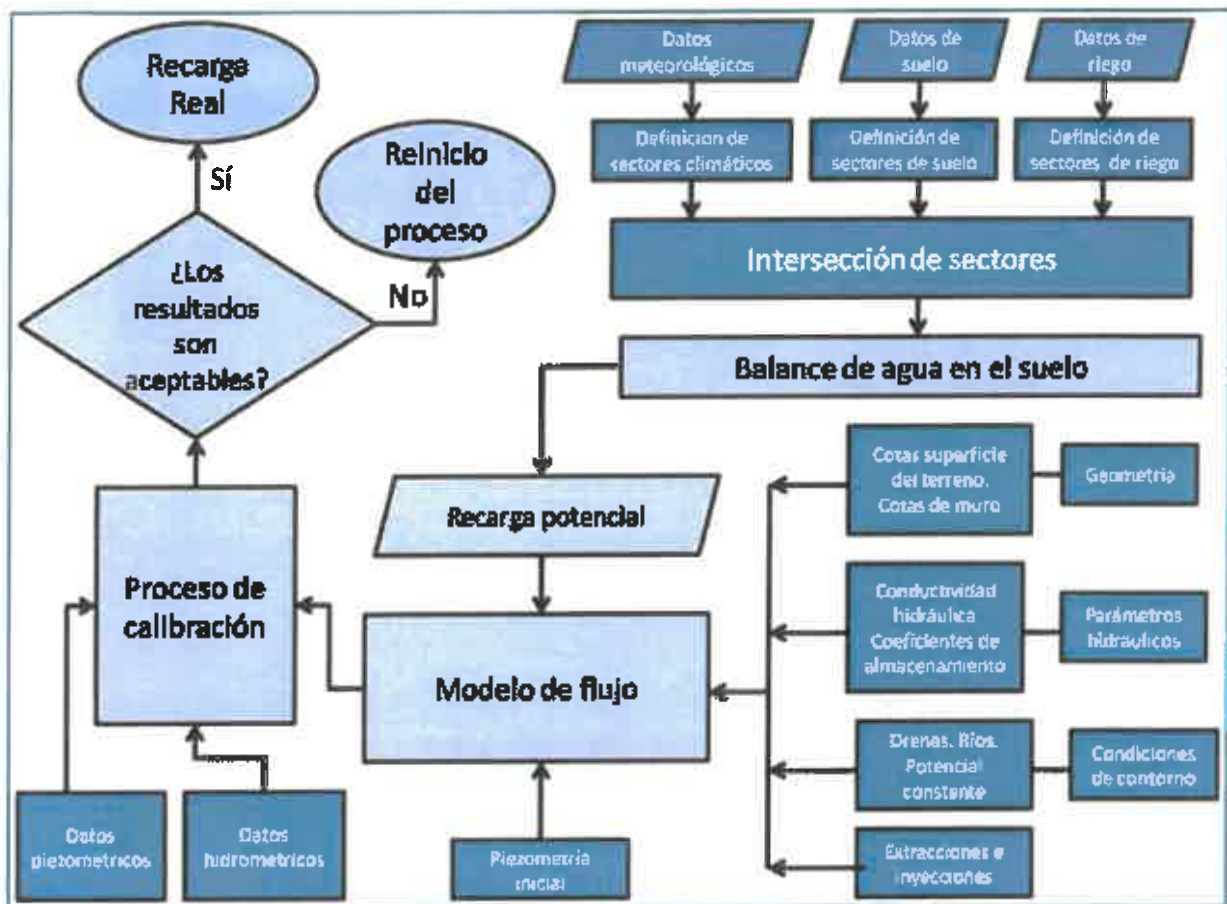 Recarga
Real
Sí
Reinicio
del
proceso
¿Los
resultados
son
aceptables?
No
Datos
meteorológicos
Datos de
suelo
Datos de
riego
Definicion de
sectores climáticos
Definición de
sectores de suelo
Definición de
sectores de riego
Intersección de sectores
Balance de agua en el suelo
Recarga potencial
Cotas superficie
del terreno.
Cotas de muro
Geometria
Proceso de
calibración
Modelo de flujo
Conductividad
hidráulica
Coeficientes de
almacenamiento
Parámetros
hidráulicos
Drenes. Ríos.
Potencial
constante
Condiciones
de contorno
Datos
piezometricos
Datos
hidrometricos
Piezometría
inicial
Extracciones e
inyecciones